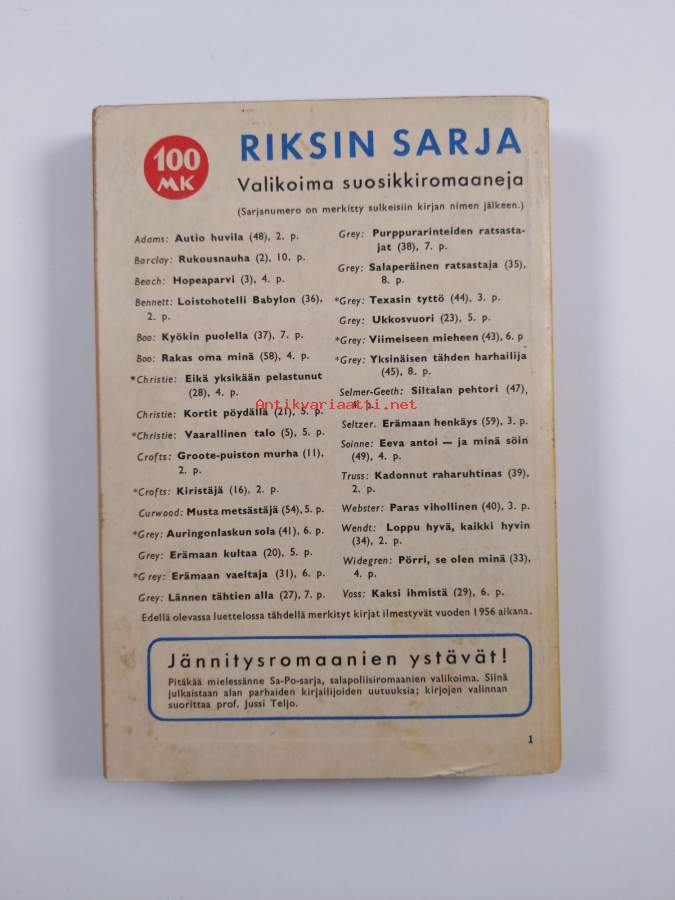 100
MK
RIKSIN SARJA
Valikoima suosikkiromaaneja
(Sarjanumero on merkitty sulkeisiin kirjan nimen jälkeen.)
Adams: Autio huvila (48), 2. p.
Barclay: Rukousnauha (2), 10. p.
Beach: Hopeaparvi (3), 4. p.
Bennett: Loistohotelli Babylon (36),
2. p.
Boo: Kyökin puolella (37), 7. p.
Boo: Rakas oma minä (58), 4. p.
*Christie: Eikä yksikään pelastunut
(28), 4. p.
Christie: Kortit pöydällä (21), 5. p.
*Christie: Vaarallinen talo (5), 5. p.
Crofts: Groote-puiston murha (11),
2. p.
*Crofts: Kiristäjä (16), 2. p.
Curwood: Musta metsästäjä (54), 5. p.
*Grey: Auringonlaskun sola (41), 6. p.
Grey: Erämaan kultaa (20), 5. p.
*Grey: Erämaan vaeltaja (31), 6. p.
Grey: Lännen tähtien alla (27), 7. p.
Grey: Purppurarinteiden ratsasta-
jat (38), 7. p.
Grey: Salaperäinen ratsastaja (35),
8. p.
*Grey: Texasin tyttö (44), 3. p.
Grey: Ukkosvuori (23), 5. p.
*Grey: Viimeiseen mieheen (43), 6. p
*Grey: Yksinäisen tähden harhailija
(45), 8. p.
Selmer-Geeth: Siltalan pehtori (47),
4. p.
Seltzer. Erämaan henkäys (59), 3. p.
Soinne: Eeva antoi — ja minä söin
(49), 4. p.
Truss: Kadonnut raharuhtinas (39),
2. p.
Webster: Paras vihollinen (40), 3. p.
Wendt: Loppu hyvä, kaikki hyvin
(34), 2. p.
Widegren: Pörri, se olen minä (33),
4. p.
Voss: Kaksi ihmistä (29), 6. p.
Edellä olevassa luettelossa tähdellä merkityt kirjat ilmestyvät vuoden 1956 aikana.
Jännitysromaanien ystävät!
Pitäkää mielessänne Sa-Po-sarja, salapoliisiromaanien valikoima. Siinä
julkaistaan alan parhaiden kirjailijoiden uutuuksia; kirjojen valinnan
suorittaa prof. Jussi Teljo.
1
Antikvariaatti.net